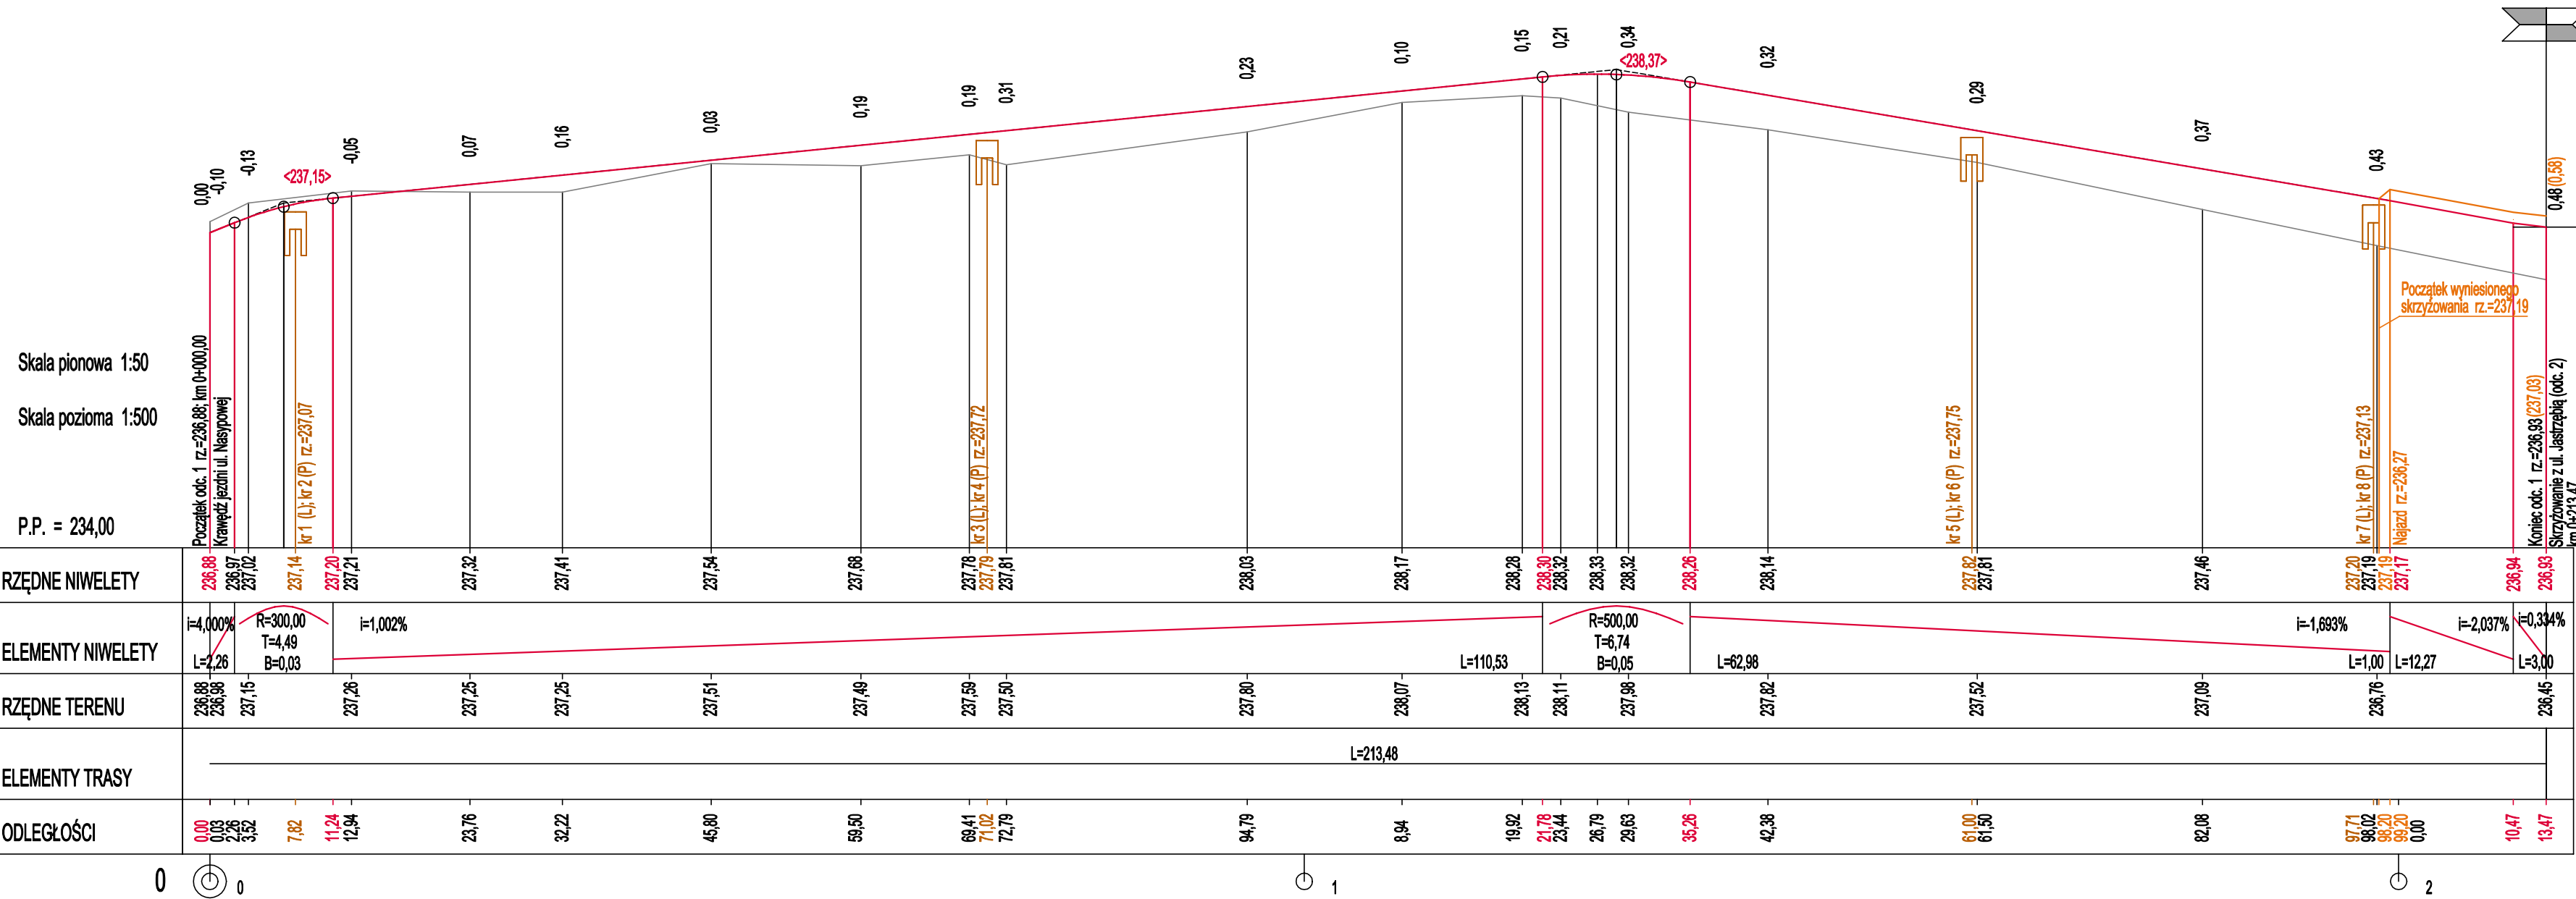 0,00
-0,10
-0,13
<237,15>
-0,05
0,07
0,16
0,03
0,19
0,19
0,31
0,23
0,10
0,15
0,21
0,34
<238,37>
0,32
0,29
0,37
0,43
0,48 (0,58)
Początek wyniesionego
skrzyżowania rz.=237,19
Skala pionowa 1:50
Skala pozioma 1:500
P.P. = 234,00
Początek odc. 1 rz.=236,88; km 0+000,00
Krawędź jezdni ul. Nasypowej
kr 1 (L); kr 2 (P) rz.=237,07
kr 3 (L); kr 4 (P) rz.=237,72
kr 5 (L); kr 6 (P) rz.=237,75
kr 7 (L); kr 8 (P) rz.=237,13
Najazd rz.=236,27
Koniec odc. 1 rz.=236,93 (237,03)
Skrzyżowanie z ul. Jastrzębią (odc. 2)
km 0+213,47
RZĘDNE NIWELETY
236,88
236,97
237,02
237,14
237,20
237,21
237,32
237,41
237,54
237,68
237,78
237,79
237,81
238,03
238,17
238,28
238,30
238,32
238,33
238,32
238,26
238,14
237,82
237,81
237,46
237,20
237,19
237,19
237,17
236,94
236,93
ELEMENTY NIWELETY
i=4,000%
L=2,26
R=300,00
T=4,49
B=0,03
i=1,002%
L=110,53
R=500,00
T=6,74
B=0,05
L=62,98
i=-1,693%
L=1,00
L=12,27
i=-2,037%
i=0,334%
L=3,00
RZĘDNE TERENU
236,88
236,98
237,15
237,26
237,25
237,25
237,51
237,49
237,59
237,50
237,80
238,07
238,13
238,11
237,98
237,82
237,52
237,09
236,76
236,45
ELEMENTY TRASY
L=213,48
ODLEGŁOŚCI
0,00
0,03
2,26
3,52
7,82
11,24
12,94
23,76
32,22
45,80
59,50
69,41
71,02
72,79
94,79
8,94
19,92
21,78
23,44
26,79
29,63
35,26
42,38
61,00
61,50
82,08
97,71
98,02
98,20
99,20
0,00
10,47
13,47
0
0
1
2